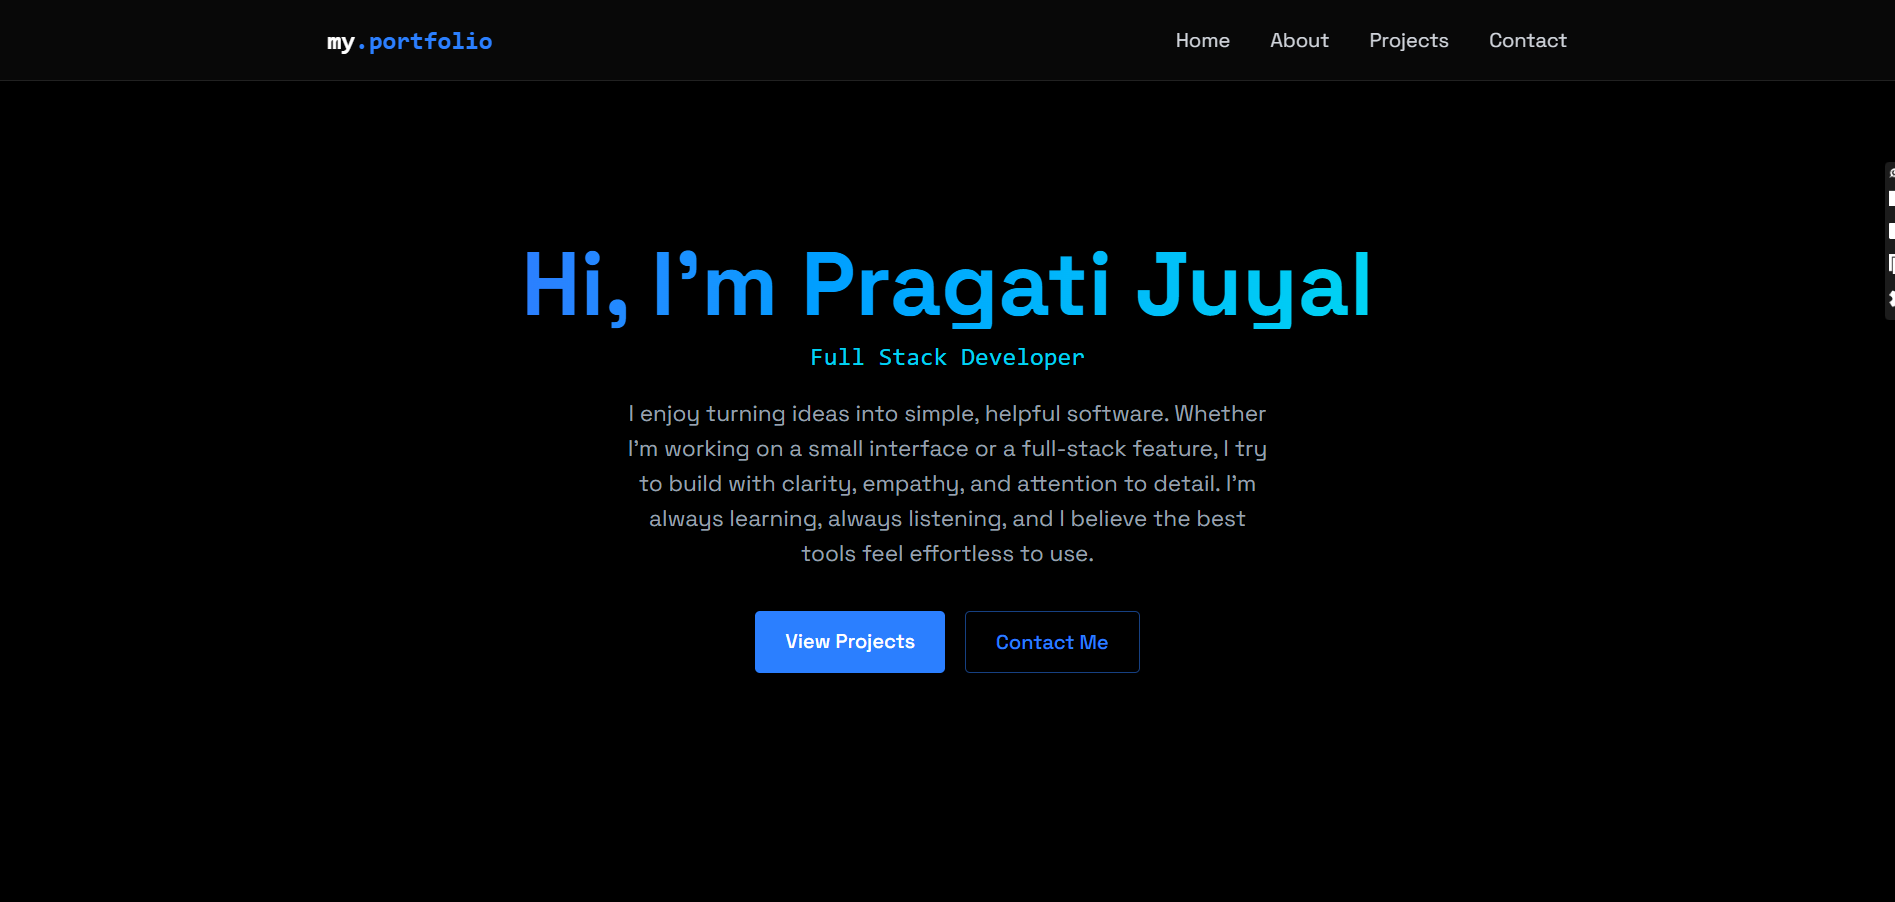 my.portfolio
Home About Projects Contact
Hi, I’m Pragati Juyal
Full Stack Developer
I enjoy turning ideas into simple, helpful software. Whether
I’m working on a small interface or a full-stack feature, I try
to build with clarity, empathy, and attention to detail. I’m
always learning, always listening, and I believe the best
tools feel effortless to use.
View Projects
Contact Me